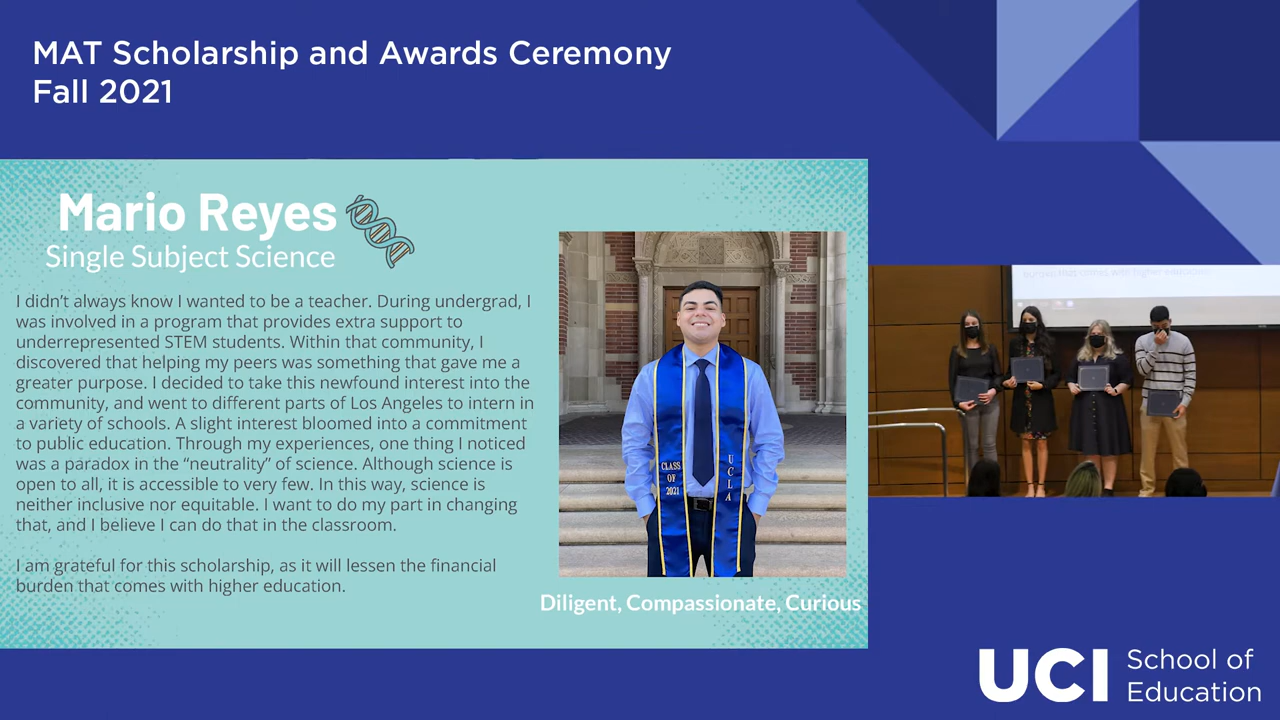 MAT Scholarship and Awards Ceremony
Fall 2021
Mario Reyes
Single Subject Science
I didn't always know I wanted to be a teacher. During undergrad, I
was involved in a program that provides extra support to
underrepresented STEM students. Within that community, I
discovered that helping my peers was something that gave me a
greater purpose. I decided to take this newfound interest into the
community, and went to different parts of Los Angeles to intern in
a variety of schools. A slight interest bloomed into a commitment
to public education. Through my experiences, one thing I noticed
was a paradox in the “neutrality” of science. Although science is
open to all, it is accessible to very few. In this way, science is
neither inclusive nor equitable. I want to do my part in changing
that, and I believe I can do that in the classroom.
I am grateful for this scholarship, as it will lessen the financial
burden that comes with higher education.
CLASS
OF
2021
UCLA
Diligent, Compassionate, Curious
burden that comes with higher education.
UCI School of
Education